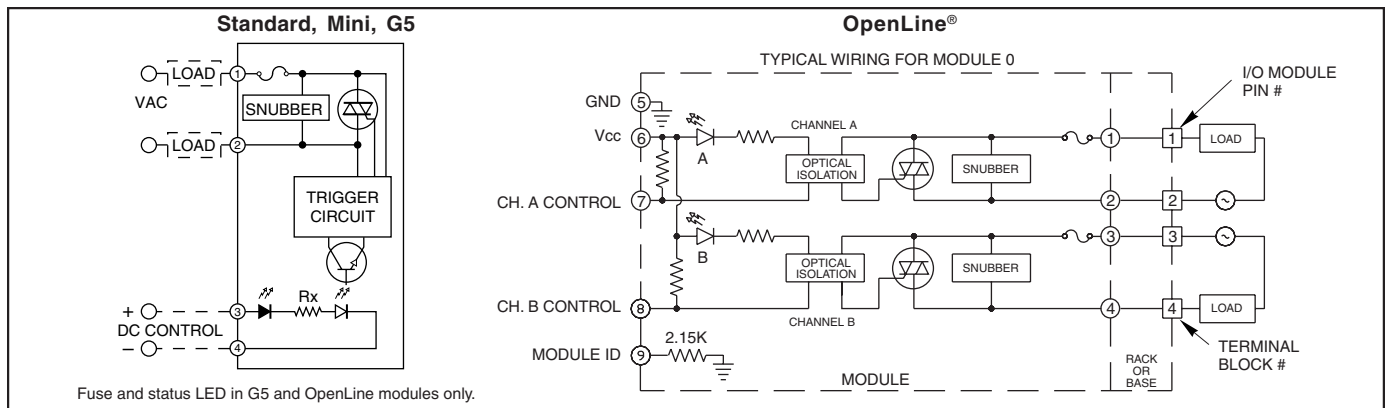 Standard, Mini, G5
LOAD
1
VAC
SNUBBER
LOAD
2
TRIGGER
CIRCUIT
Rx
+
3
DC CONTROL
–
4
Fuse and status LED in G5 and OpenLine modules only.
OpenLine®
TYPICAL WIRING FOR MODULE 0
I/O MODULE
PIN #
GND
5
Vcc
6
A
CHANNEL A
OPTICAL
ISOLATION
SNUBBER
1
1
LOAD
CH. A CONTROL
7
2
2
~
B
OPTICAL
ISOLATION
SNUBBER
3
3
~
CH. B CONTROL
8
CHANNEL B
4
4
LOAD
MODULE ID
9
2.15K
MODULE
RACK
OR
BASE
TERMINAL
BLOCK #